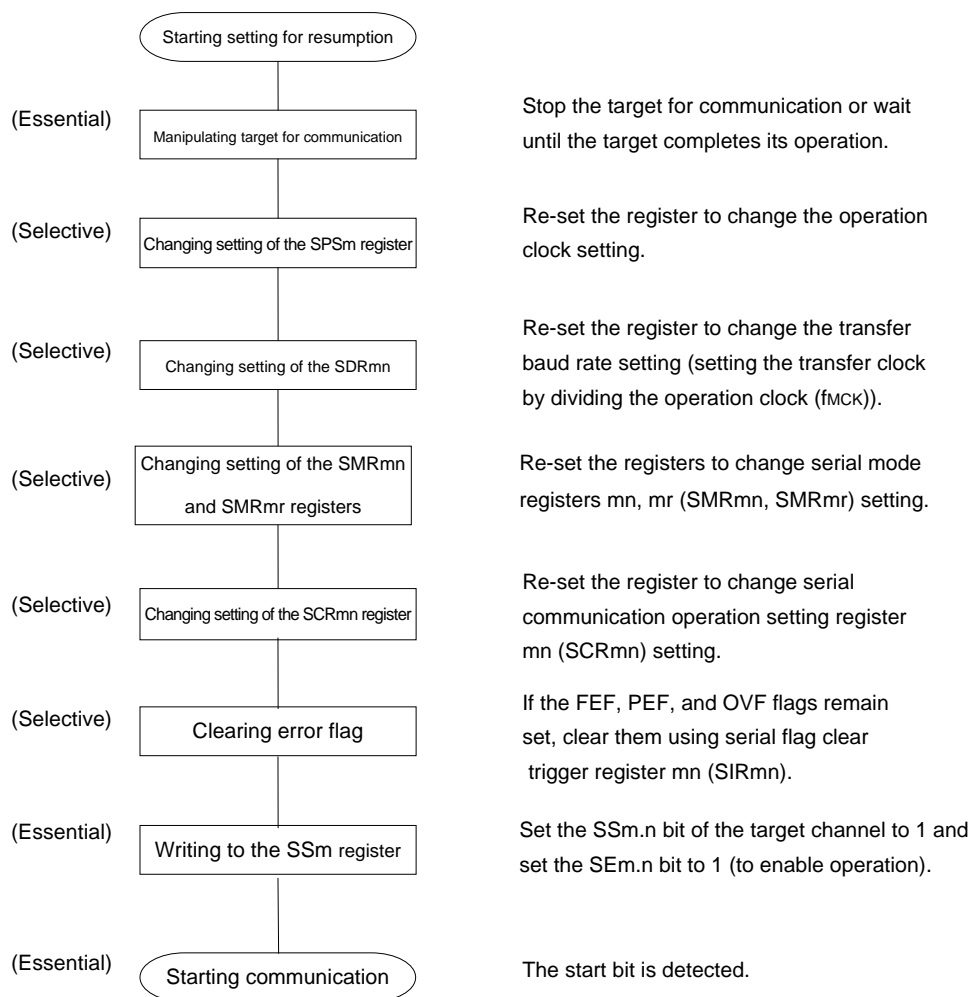 Starting setting for resumption
(Essential)
Manipulating target for communication
Stop the target for communication or wait
until the target completes its operation.
(Selective)
Changing setting of the SPSm register
Re-set the register to change the operation
clock setting.
(Selective)
Changing setting of the SDRmn
Re-set the register to change the transfer
baud rate setting (setting the transfer clock
by dividing the operation clock (fMCK)).
(Selective)
Changing setting of the SMRmn
and SMRmr registers
Re-set the registers to change serial mode
registers mn, mr (SMRmn, SMRmr) setting.
(Selective)
Changing setting of the SCRmn register
Re-set the register to change serial
communication operation setting register
mn (SCRmn) setting.
(Selective)
Clearing error flag
If the FEF, PEF, and OVF flags remain
set, clear them using serial flag clear
trigger register mn (SIRmn).
(Essential)
Writing to the SSm register
Set the SSm.n bit of the target channel to 1 and
set the SEm.n bit to 1 (to enable operation).
(Essential)
Starting communication
The start bit is detected.